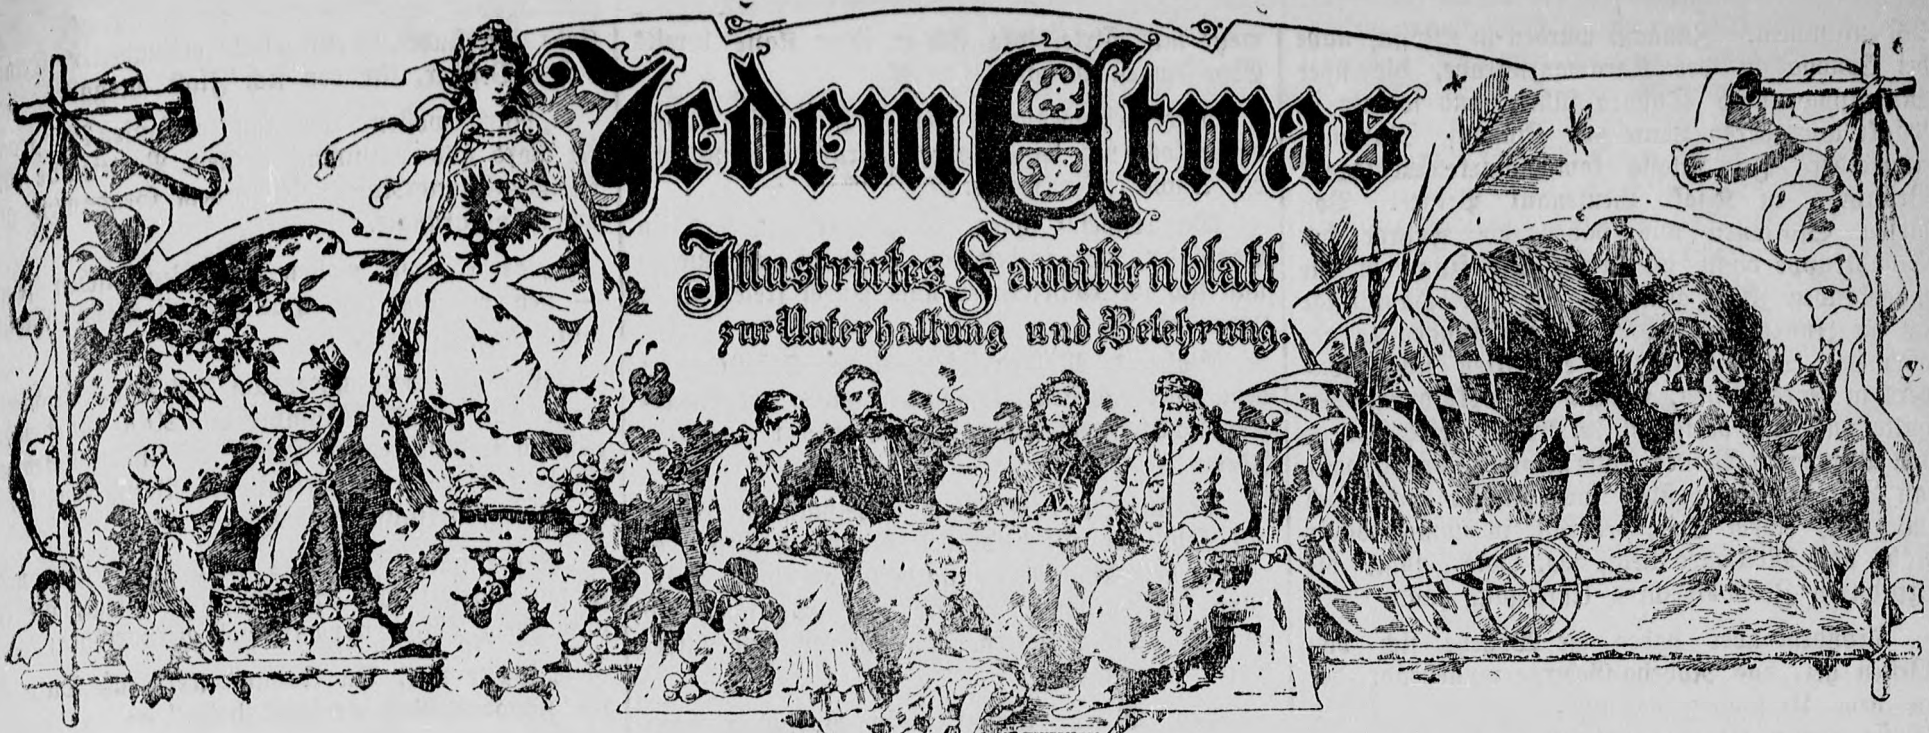 Jedem Etwas
Illustrirtes Familienblatt
zur Unterhaltung und Belehrung.